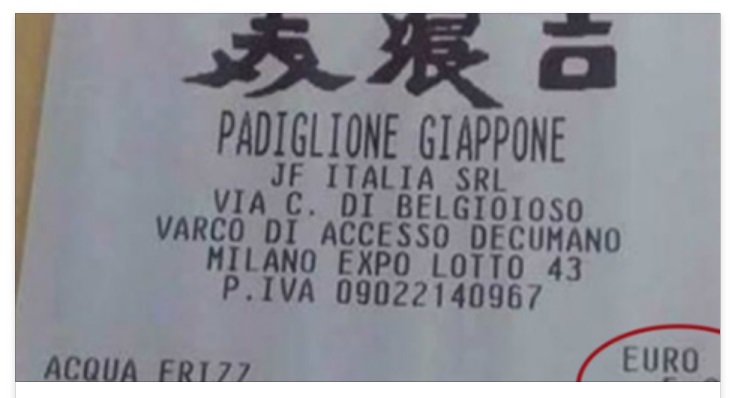 PADIGLIONE GIAPPONE
JF ITALIA SRL
VIA C. DI BELGIOIOSO
VARCO DI ACCESSO DECUMANO
MILANO EXPO LOTTO 43
P.IVA 09022140967
EURO
ACQUA FRIZZ